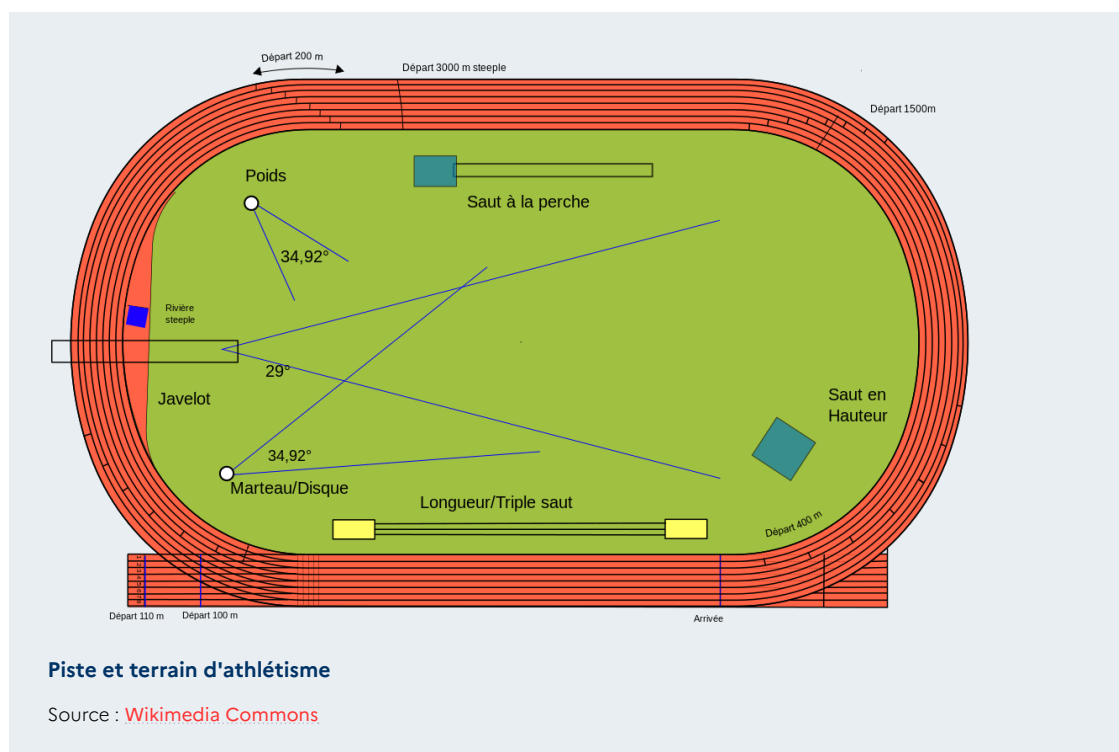 Départ 200 m
Départ 3000 m steeple
Départ 1500m
Poids
Saut à la perche
34,92°
Rivière
steeple
29°
Javelot
Saut en
Hauteur
34,92°
Marteau/Disque
Longueur/Triple saut
Départ 400 m
Départ 110 m
Départ 100 m
Arrivée
Piste et terrain d'athlétisme
Source : Wikimedia Commons